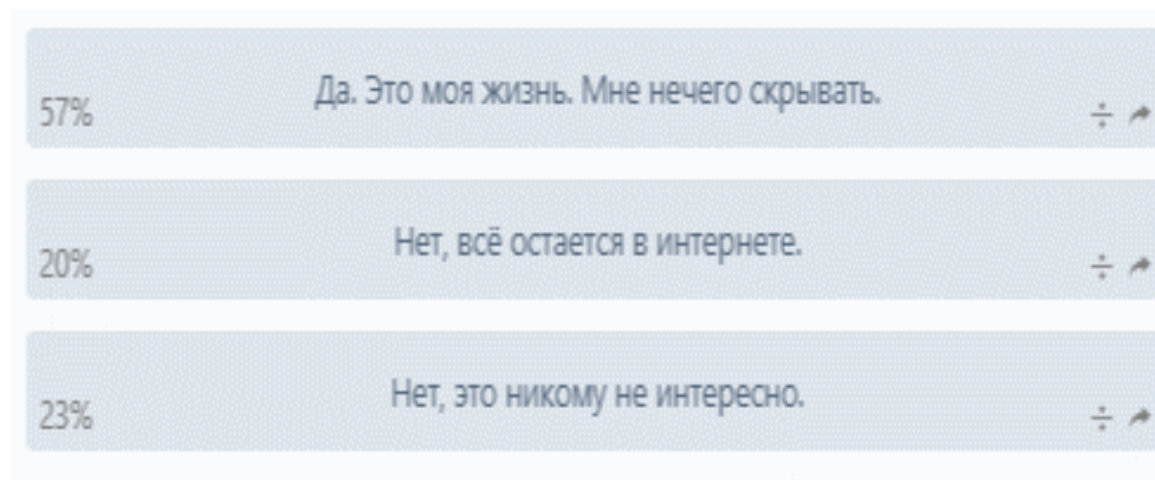 Да. Это моя жизнь. Мне нечего скрывать.
57%
Нет, всё остается в интернете.
20%
Нет, это никому не интересно.
23%